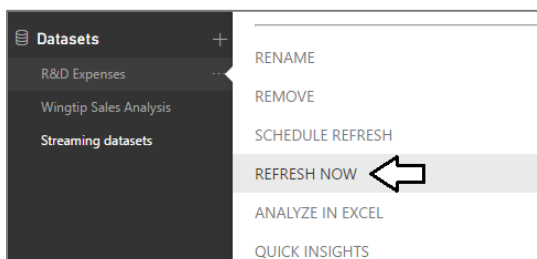 Datasets
R&D Expenses
Wingtip Sales Analysis
Streaming datasets
RENAME
REMOVE
SCHEDULE REFRESH
REFRESH NOW
ANALYZE IN EXCEL
QUICK INSIGHTS